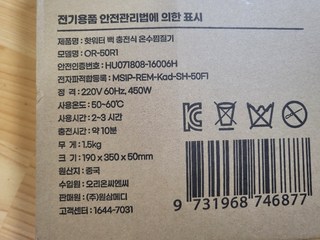 전기용품 안전관리법에 의한 표시
제품명 : 핫워터 백 충전식 온수찜질기
모델명 : OR-50R1
안전인증번호 : HU071808-16006H
전자파적합등록 : MSIP-REM-Kad-SH-50F1
정 격 : 220V 60Hz, 450W
사용온도 : 50~60℃
사용시간 : 2~3 시간
충전시간 : 약 10분
무 게 : 1.5kg
크 기 : 190 x 350 x 50mm
원산지 : 중국
수입원 : 오리온씨엔씨
판매원 : (주)원삼메디
고객센터 : 1644-7031
9 731968 746877